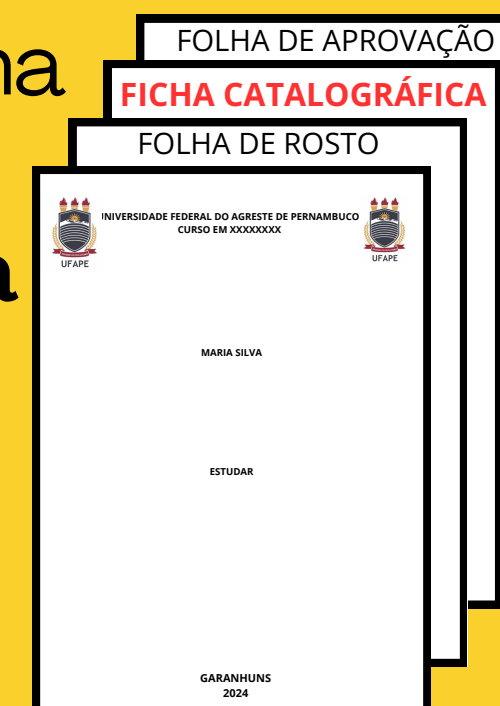 na
a
FOLHA DE APROVAÇÃO
FICHA CATALOGRÁFICA
FOLHA DE ROSTO
UNIVERSIDADE FEDERAL DO AGRESTE DE PERNAMBUCO
CURSO EM XXXXXXXX
UFAPE
UFAPE
MARIA SILVA
ESTUDAR
GARANHUNS
2024